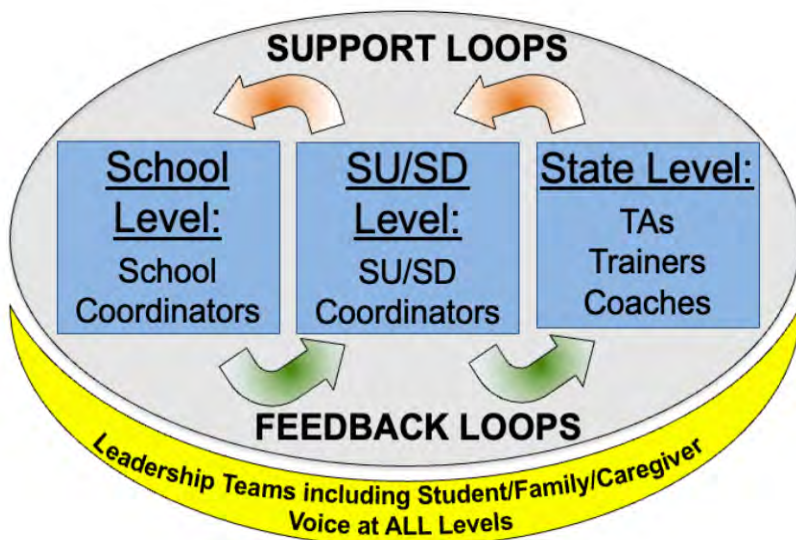 SUPPORT LOOPS
School
Level:
School
Coordinators
SU/SD
Level:
SU/SD
Coordinators
State Level:
TAs
Trainers
Coaches
FEEDBACK LOOPS
Leadership Teams including Student/Family/Caregiver
Voice at ALL Levels